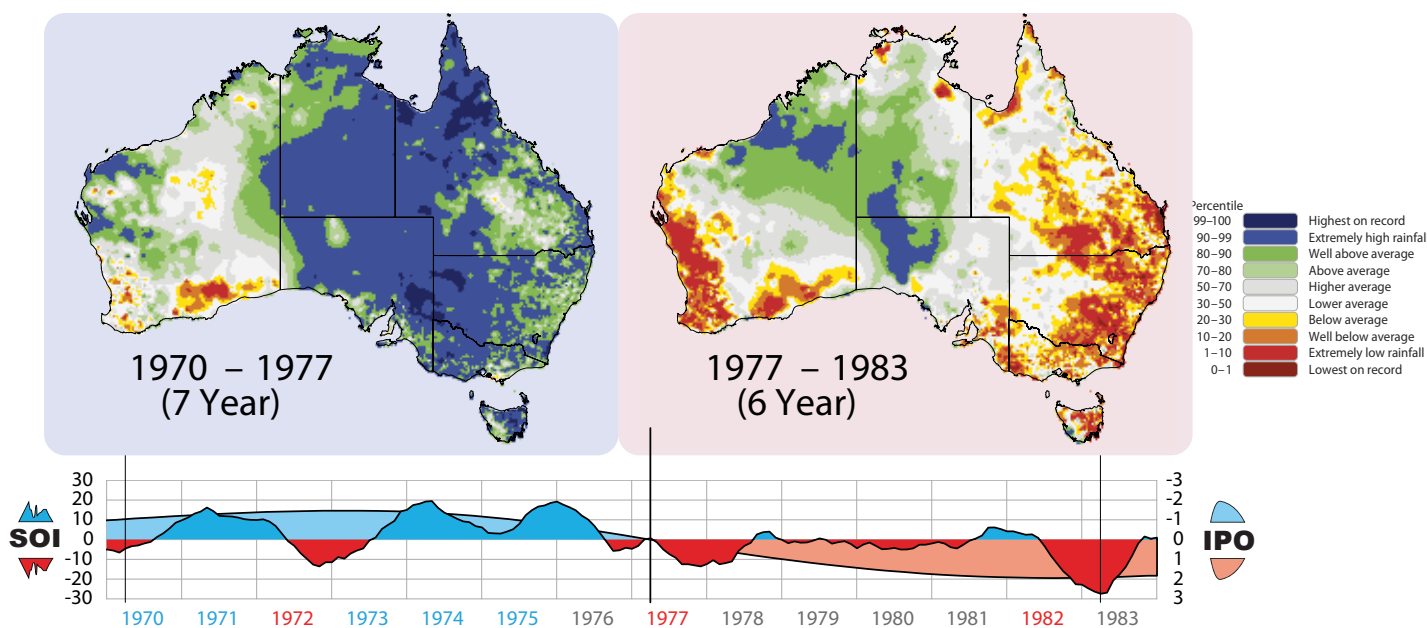 1970 – 1977
(7 Year)
1977 – 1983
(6 Year)
Percentile
99–100 Highest on record
90–99 Extremely high rainfall
80–90 Well above average
70–80 Above average
50–70 Higher average
30–50 Lower average
20–30 Below average
10–20 Well below average
1–10 Extremely low rainfall
0–1 Lowest on record
SOI
30
20
10
0
-10
-20
-30
-3
-2
-1
0
1
2
3
IPO
1970 1971 1972 1973 1974 1975 1976 1977 1978 1979 1980 1981 1982 1983